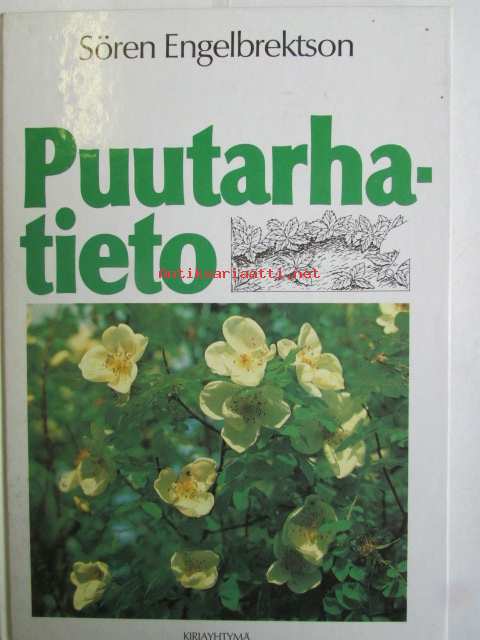 Sören Engelbrektson
Puutarha-
tieto
antikvariaatti.net
KIRJAYHTYMÄ